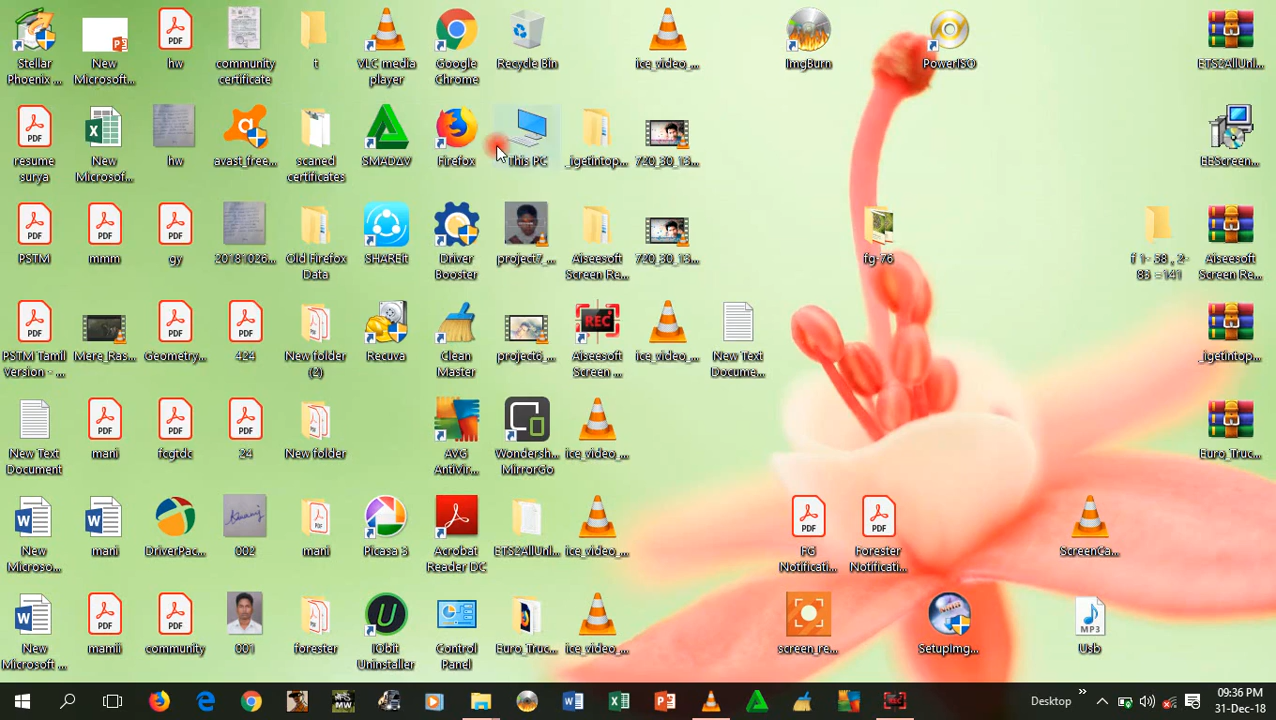 Stellar
Phoenix ...
New
Microsoft...
hw
community
certificate
t
VLC media
player
Google
Chrome
Recycle Bin
ice_video_...
ImgBurn
PowerISO
ETS2AllUnl...
resume
surya
New
Microsof...
hw
avast_free...
scaned
certificates
SMADΔV
Firefox
This PC
_igetintop...
720_30_13...
EEScreen...
PSTM
mmm
gy
20181026...
Old Firefox
Data
SHAREit
Driver
Booster
project7_...
Aiseesoft
Screen Re...
720_30_13...
fg-76
f 1- 58 , 2-
83 =141
Aiseesoft
Screen Re...
PSTM Tamil
Version - ...
Mere_Ras...
Geometry...
424
New folder
(2)
Recuva
Clean
Master
project6_...
REC
Aiseesoft
Screen ...
ice_video_...
New Text
Docume...
_igetintop...
New Text
Document
mani
fcgtdc
24
New folder
AVG
AntiVir...
Wondersh...
MirrorGo
ice_video_...
Euro_Truc...
New
Microso...
mani
DriverPac...
002
mani
Picasa 3
Acrobat
Reader DC
ETS2AllUnl...
ice_video_...
FG
Notificati...
Forester
Notificati...
ScreenCa...
New
Microsoft ...
mamii
community
001
forester
IObit
Uninstaller
Control
Panel
Euro_Truc...
ice_video_...
screen_re...
SetupImg...
MP3
Usb
Desktop
09:36 PM
31-Dec-18